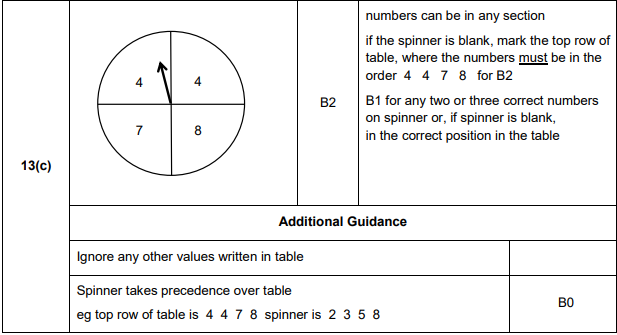 13(c)
4 4
7 8
B2
numbers can be in any section
if the spinner is blank, mark the top row of
table, where the numbers must be in the
order 4 4 7 8 for B2
B1 for any two or three correct numbers
on spinner or, if spinner is blank,
in the correct position in the table
Additional Guidance
Ignore any other values written in table
Spinner takes precedence over table
eg top row of table is 4 4 7 8 spinner is 2 3 5 8
B0